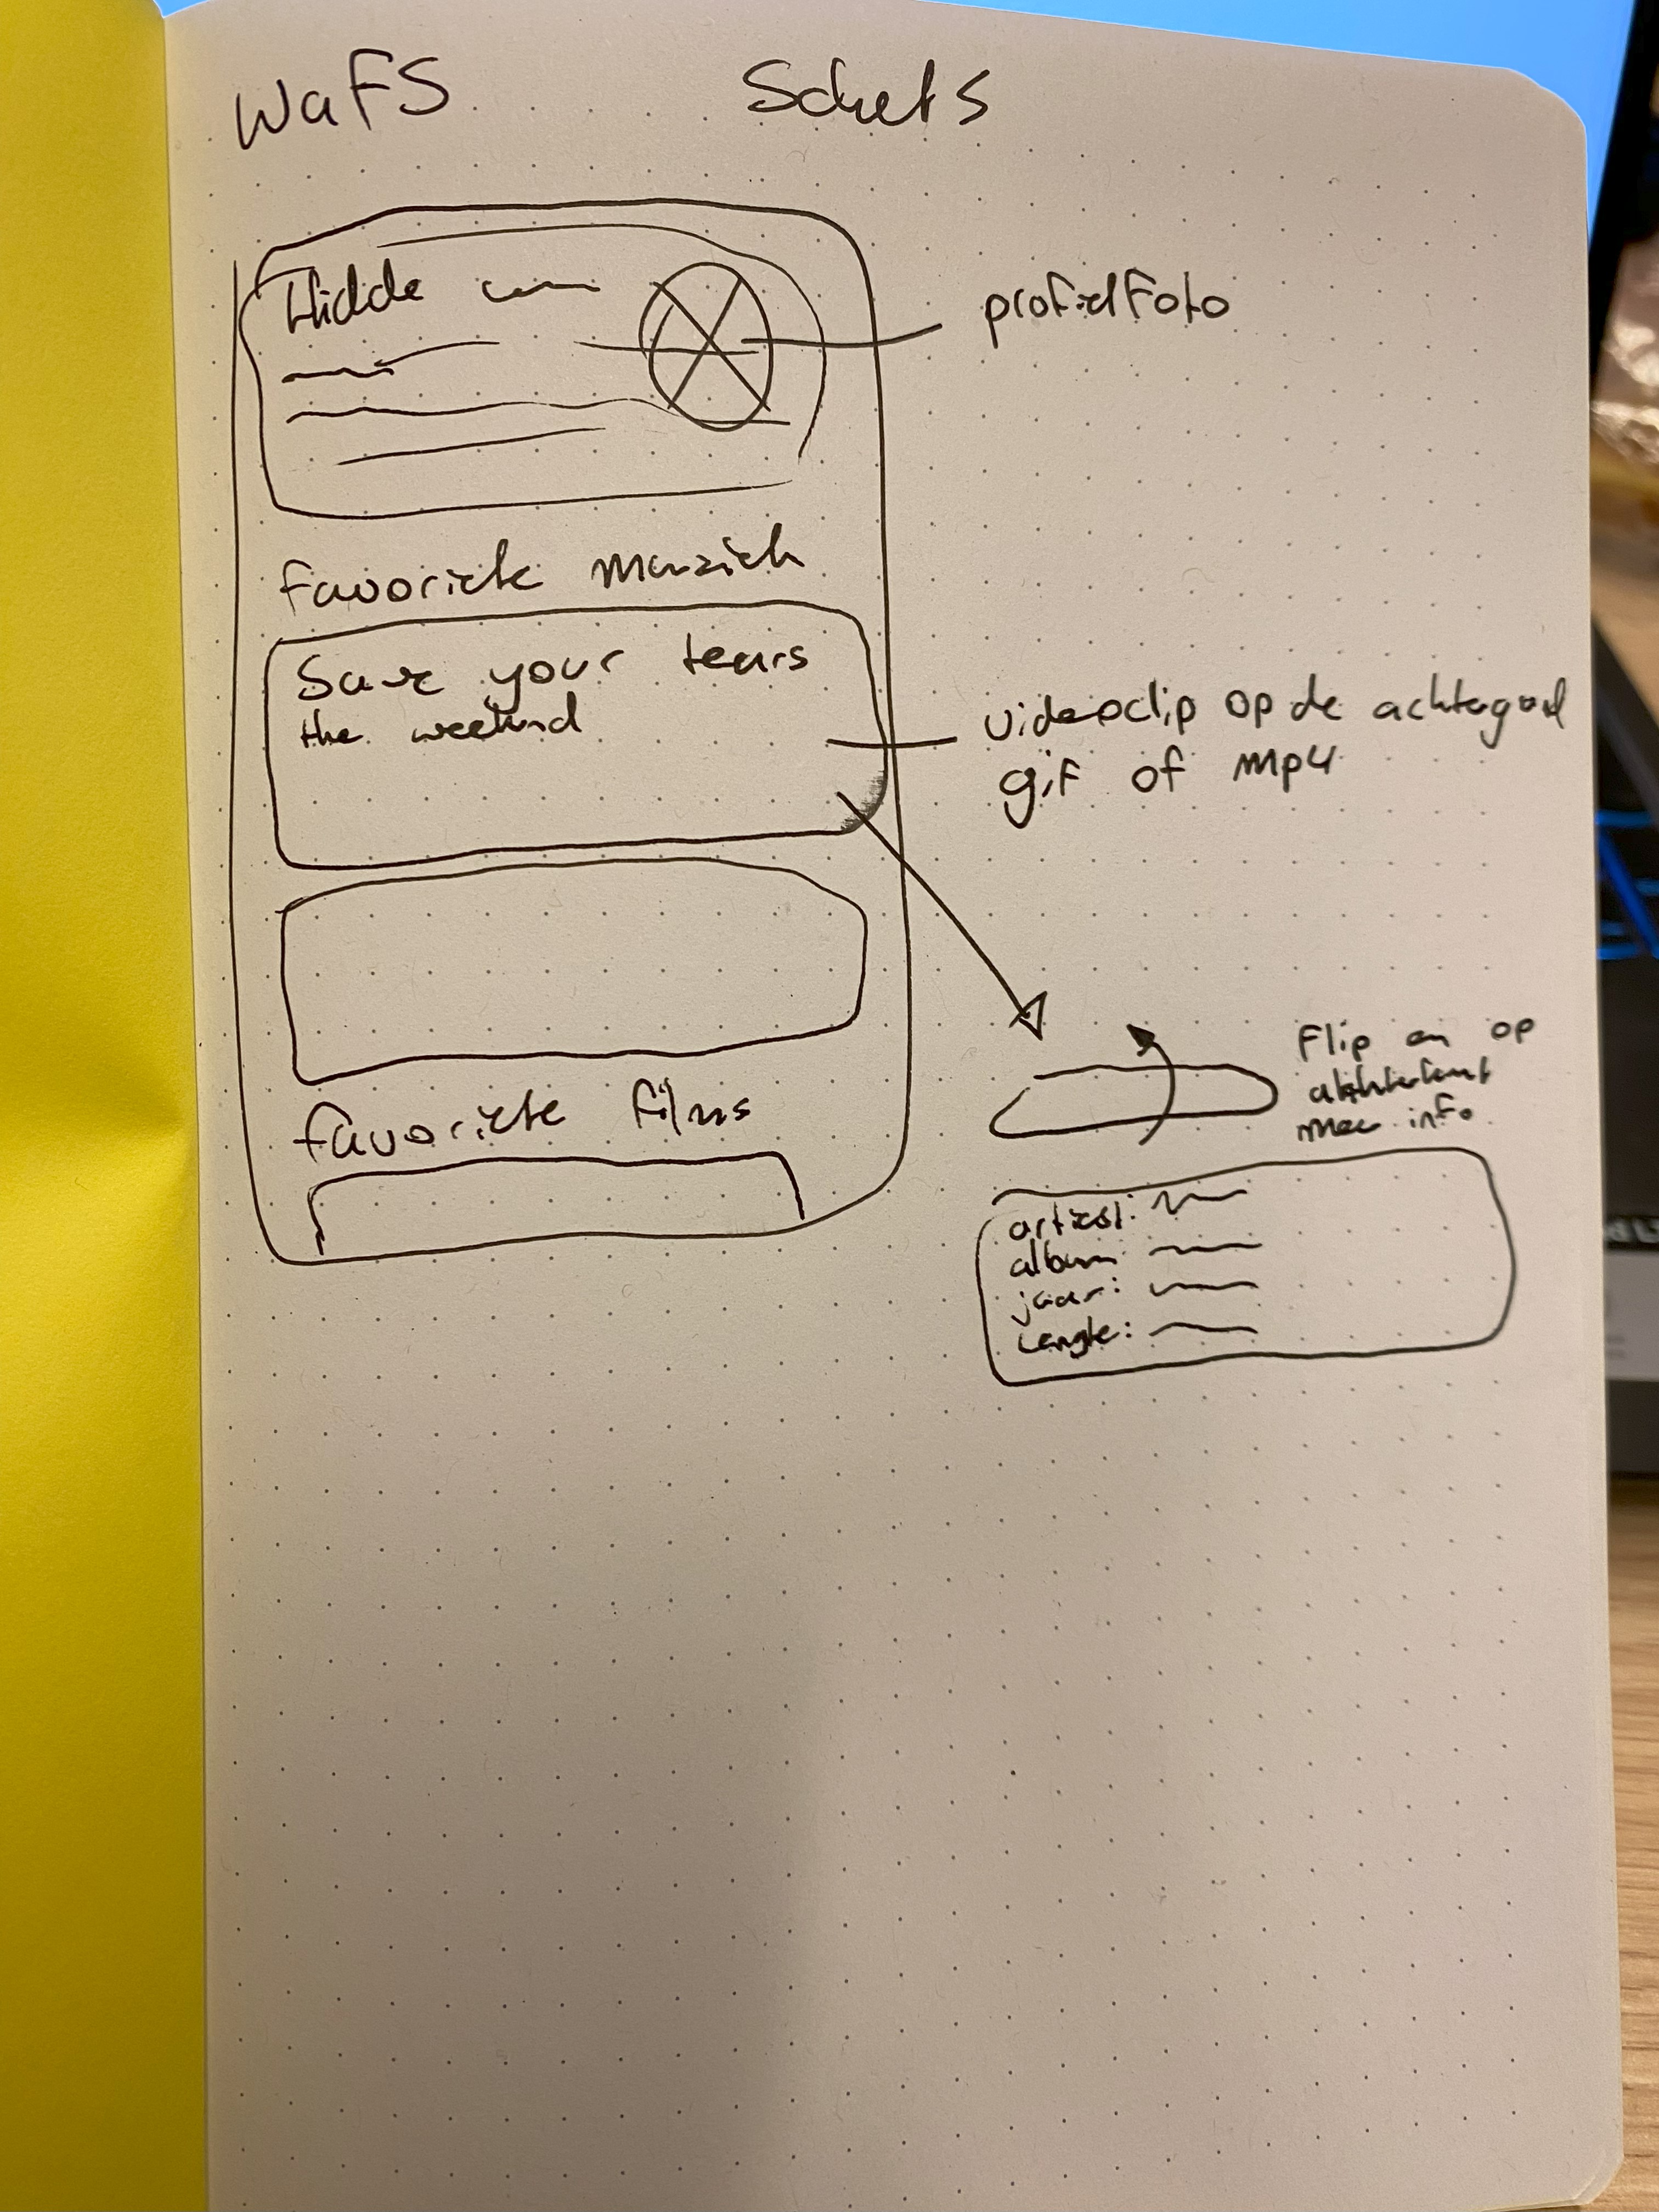 WaFS
Schets
Hidde
profielfoto
favoriete muziek
Save your tears
the weeknd
videoclip op de achtergrond
gif of mp4
favoriete films
Flip en op
achterkant
meer info
artiest:
album:
jaar:
lengte: